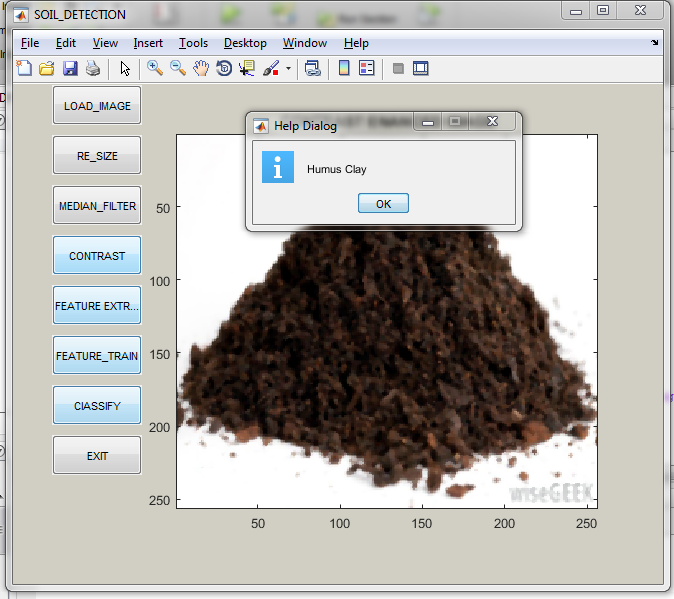 SOIL_DETECTION
File Edit View Insert Tools Desktop Window Help
LOAD_IMAGE
RE_SIZE
MEDIAN_FILTER
CONTRAST
FEATURE EXTR...
FEATURE_TRAIN
ClASSIFY
EXIT
Help Dialog
Humus Clay
OK
50
100
150
200
250
50 100 150 200 250
wiseGEEK